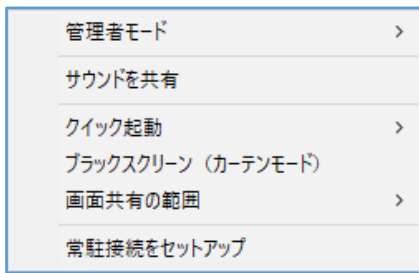 管理者モード
サウンドを共有
クイック起動
ブラックスクリーン（カーテンモード）
画面共有の範囲
常駐接続をセットアップ